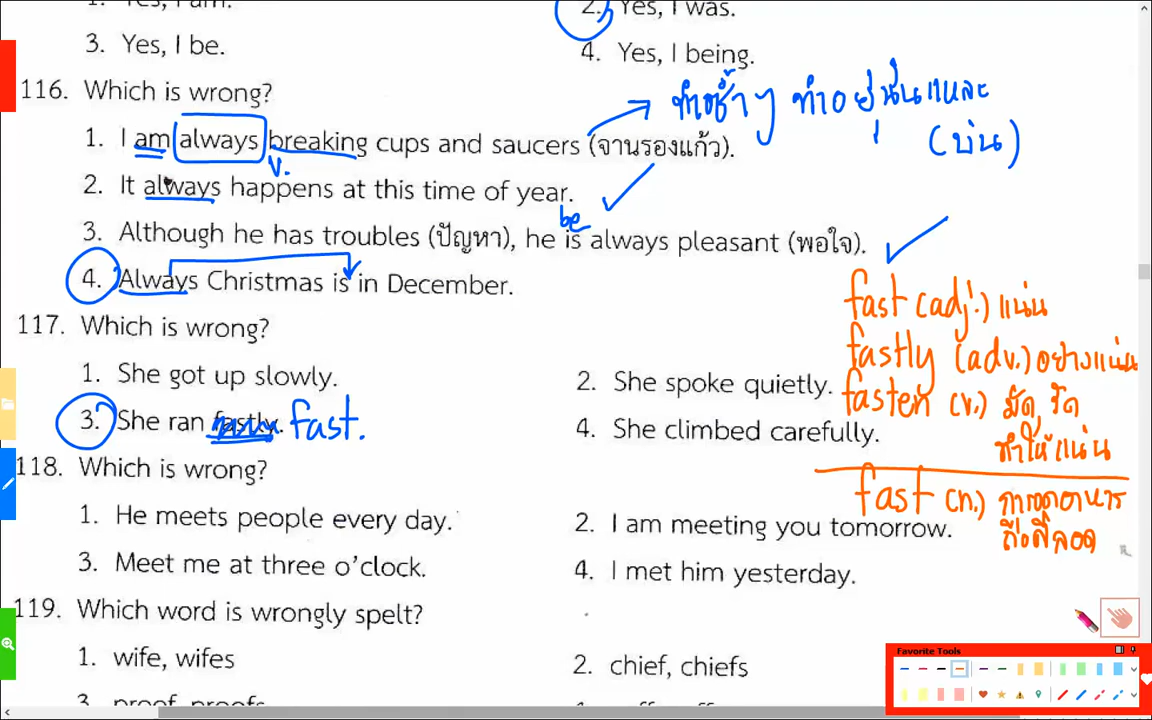 1. Yes, I am.
2. Yes, I was.
3. Yes, I be.
4. Yes, I being.
116. Which is wrong?
ทำซ้ำๆ ทำอยู่นั่นแหละ
(บ่น)
1. I am always breaking cups and saucers (จานรองแก้ว).
v.
2. It always happens at this time of year.
be
3. Although he has troubles (ปัญหา), he is always pleasant (พอใจ).
4. Always Christmas is in December.
fast (adj.) แน่น
117. Which is wrong?
fastly (adv.) อย่างแน่น
1. She got up slowly.
2. She spoke quietly.
fasten (v.) มัด, รัด
ทำให้แน่น
3. She ran fastly. fast.
4. She climbed carefully.
118. Which is wrong?
fast (n.) การอดอาหาร
ถือศีลอด
1. He meets people every day.
2. I am meeting you tomorrow.
3. Meet me at three o'clock.
4. I met him yesterday.
119. Which word is wrongly spelt?
1. wife, wifes
2. chief, chiefs
3. proof, proofs
Favorite Tools